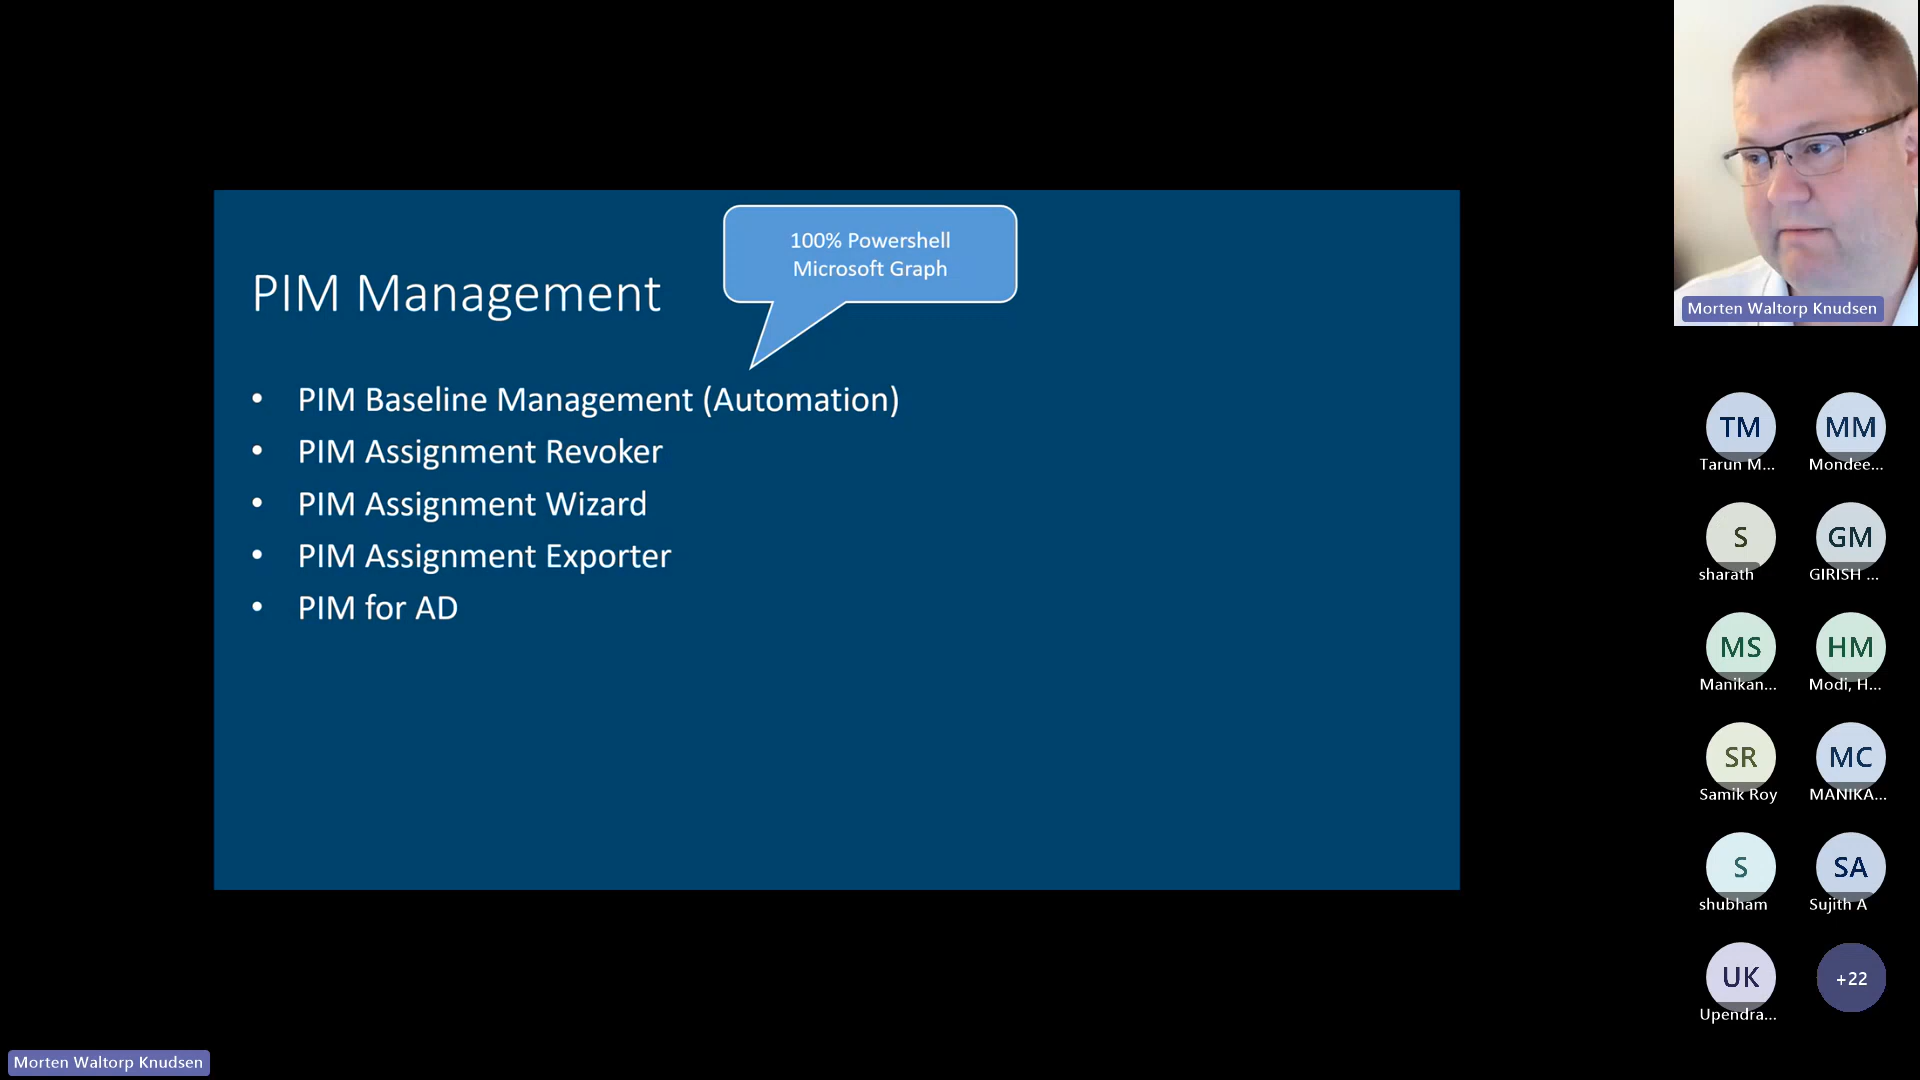 100% Powershell
Microsoft Graph
PIM Management
• PIM Baseline Management (Automation)
• PIM Assignment Revoker
• PIM Assignment Wizard
• PIM Assignment Exporter
• PIM for AD
Morten Waltorp Knudsen
TM
MM
Tarun M...
Mondee...
S
GM
sharath
GIRISH ...
MS
HM
Manikan...
Modi, H...
SR
MC
Samik Roy
MANIKA...
S
SA
shubham
Sujith A
UK
+22
Upendra...
Morten Waltorp Knudsen